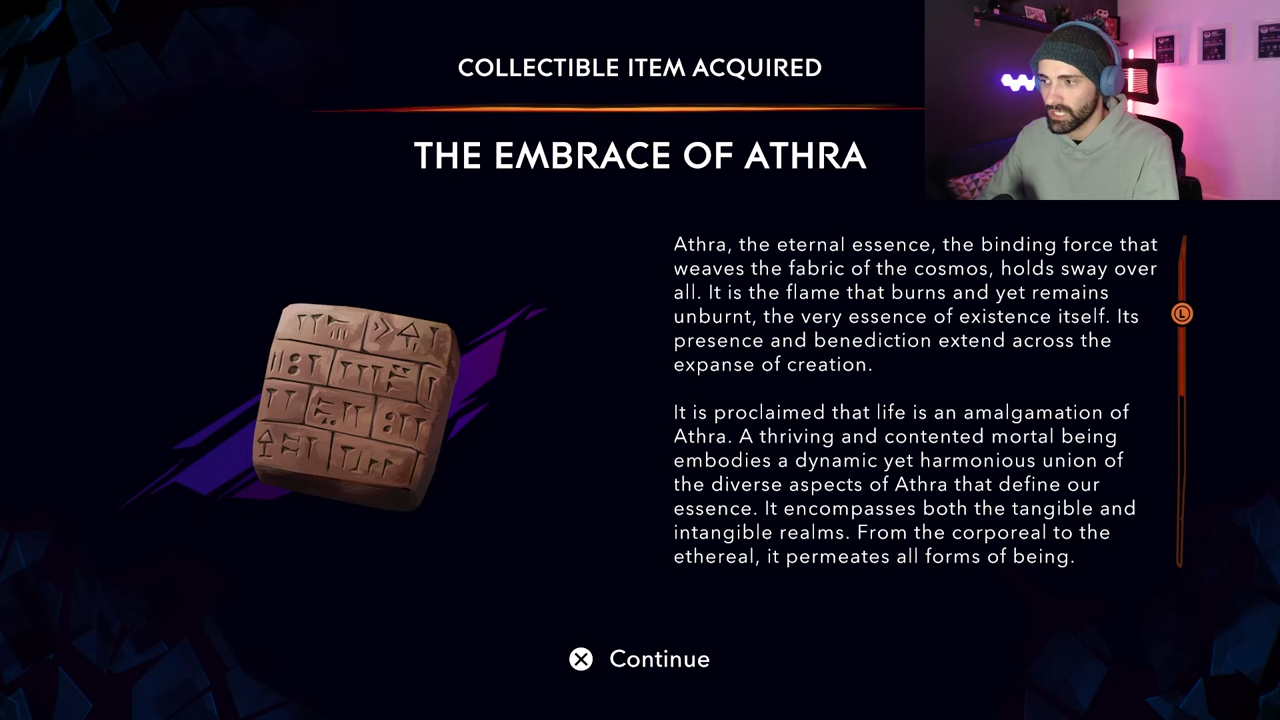 COLLECTIBLE ITEM ACQUIRED
THE EMBRACE OF ATHRA
Athra, the eternal essence, the binding force that
weaves the fabric of the cosmos, holds sway over
all. It is the flame that burns and yet remains
unburnt, the very essence of existence itself. Its
presence and benediction extend across the
expanse of creation.
It is proclaimed that life is an amalgamation of
Athra. A thriving and contented mortal being
embodies a dynamic yet harmonious union of
the diverse aspects of Athra that define our
essence. It encompasses both the tangible and
intangible realms. From the corporeal to the
ethereal, it permeates all forms of being.
L
Continue